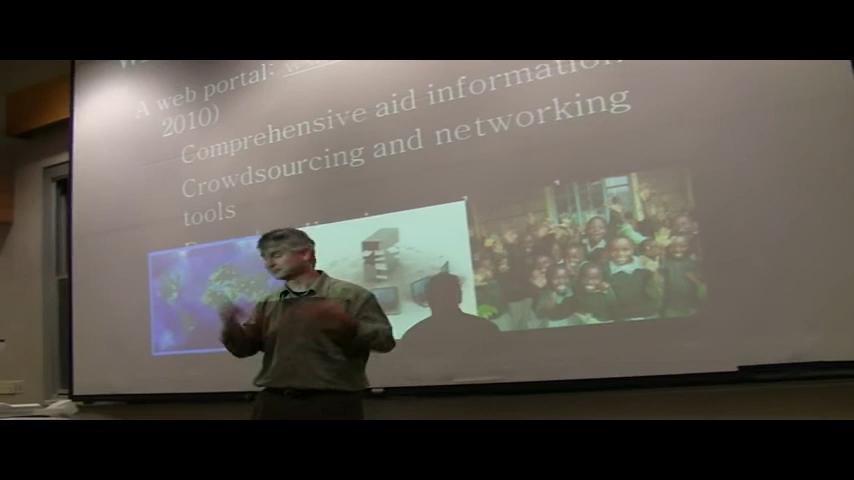 A web portal:
2010)
Comprehensive aid information
Crowdsourcing and networking
tools